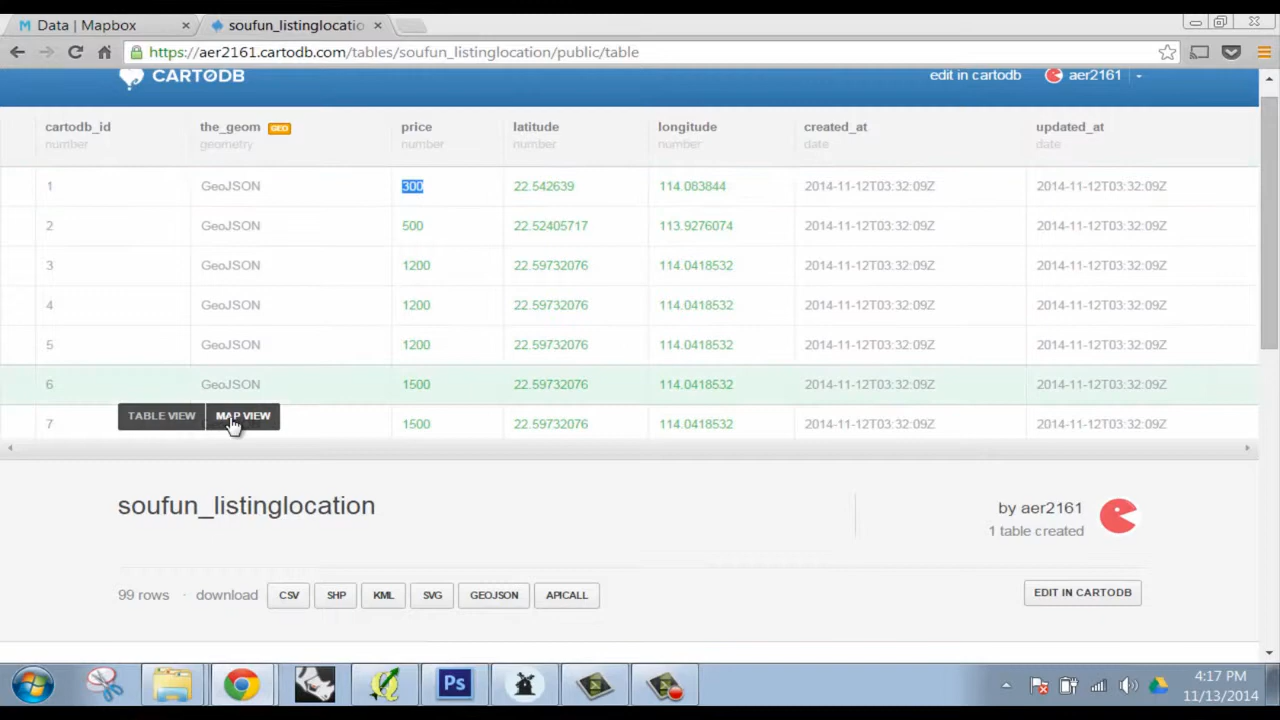 Data | Mapbox
soufun_listinglocatio
https://aer2161.cartodb.com/tables/soufun_listinglocation/public/table
CARTODB
edit in cartodb
aer2161
cartodb_id the_geom GEO price latitude longitude created_at updated_at
number geometry number number number date date
1 GeoJSON 300 22.542639 114.083844 2014-11-12T03:32:09Z 2014-11-12T03:32:09Z
2 GeoJSON 500 22.52405717 113.9276074 2014-11-12T03:32:09Z 2014-11-12T03:32:09Z
3 GeoJSON 1200 22.59732076 114.0418532 2014-11-12T03:32:09Z 2014-11-12T03:32:09Z
4 GeoJSON 1200 22.59732076 114.0418532 2014-11-12T03:32:09Z 2014-11-12T03:32:09Z
5 GeoJSON 1200 22.59732076 114.0418532 2014-11-12T03:32:09Z 2014-11-12T03:32:09Z
6 GeoJSON 1500 22.59732076 114.0418532 2014-11-12T03:32:09Z 2014-11-12T03:32:09Z
TABLE VIEW MAP VIEW
7 1500 22.59732076 114.0418532 2014-11-12T03:32:09Z 2014-11-12T03:32:09Z
soufun_listinglocation
by aer2161
1 table created
99 rows · download CSV SHP KML SVG GEOJSON APICALL
EDIT IN CARTODB
Ps
4:17 PM
11/13/2014